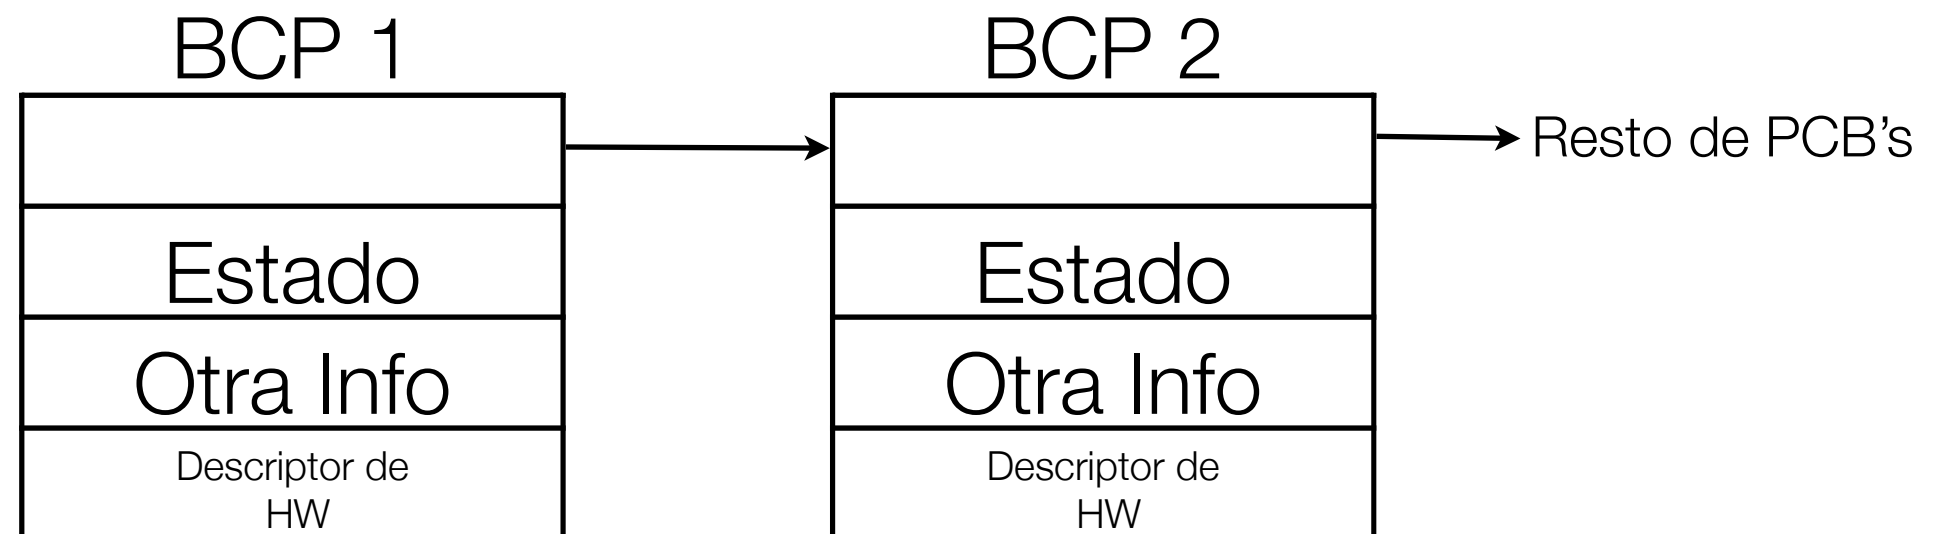 BCP 1
BCP 2
Resto de PCB’s
Estado
Estado
Otra Info
Otra Info
Descriptor de
HW
Descriptor de
HW